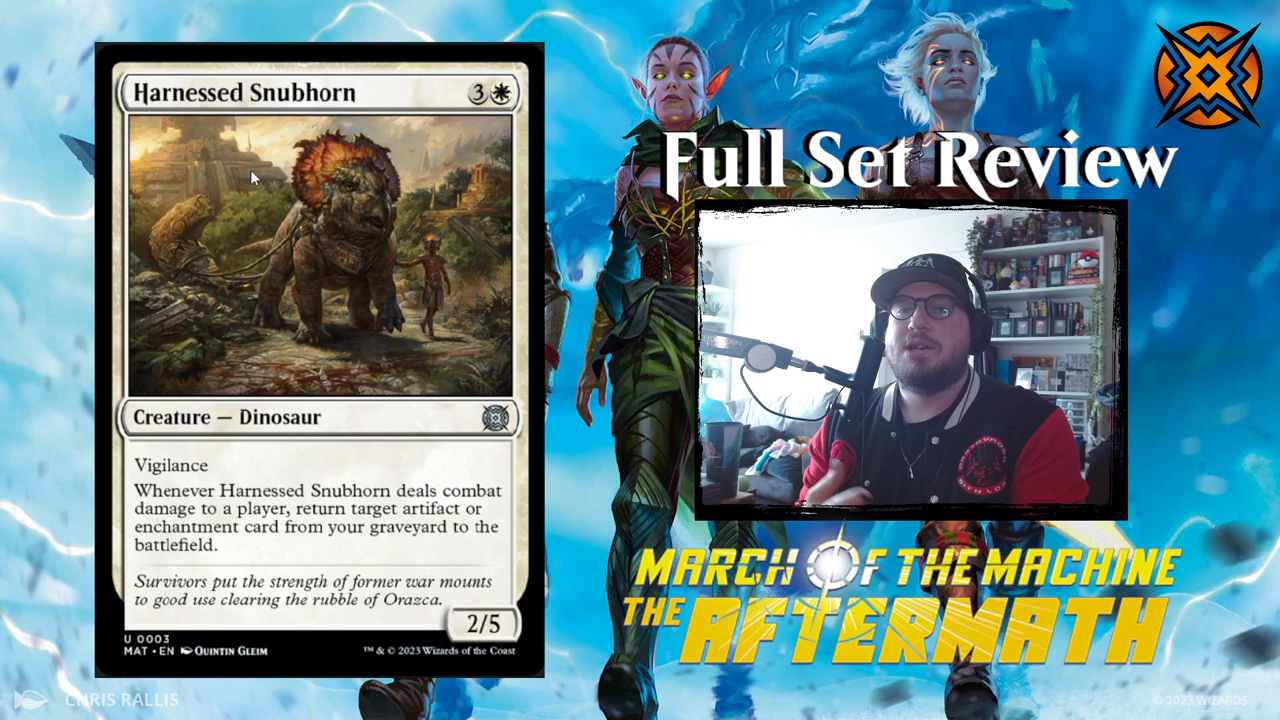 Harnessed Snubhorn
3
Creature — Dinosaur
Vigilance
Whenever Harnessed Snubhorn deals combat
damage to a player, return target artifact or
enchantment card from your graveyard to the
battlefield.
Survivors put the strength of former war mounts
to good use clearing the rubble of Orazca.
2/5
U 0003
MAT • EN QUINTIN GLEIM
™ & © 2023 Wizards of the Coast
Full Set Review
MARCH OF THE MACHINE
THE AFTERMATH
CHRIS RALLIS
© 2023 WIZARDS